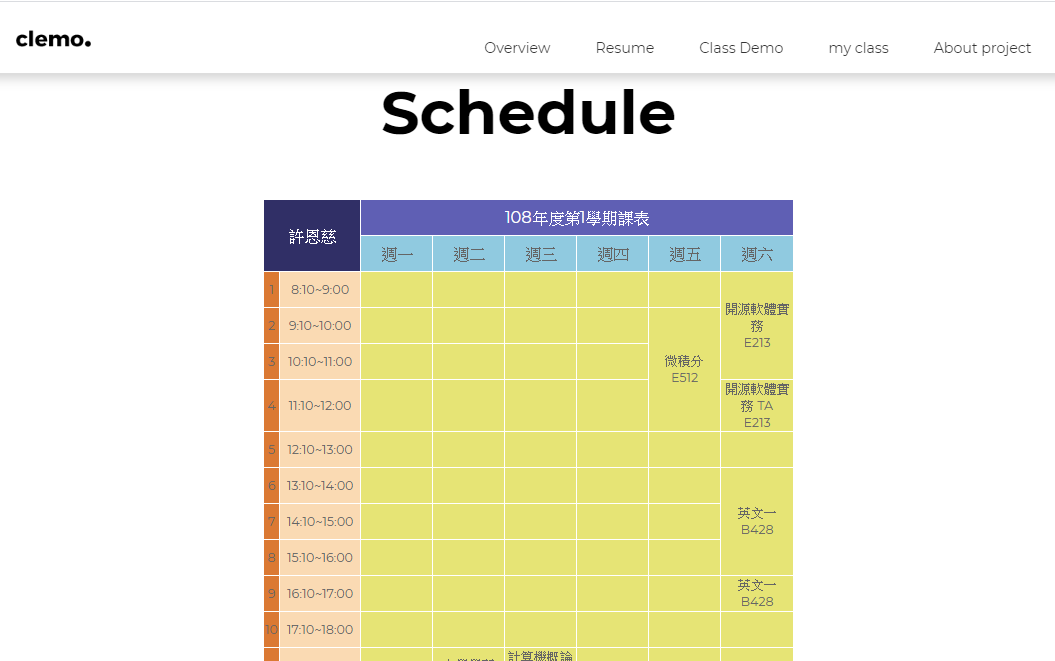 clemo.
Overview
Resume
Class Demo
my class
About project
Schedule
許恩慈
108年度第1學期課表
週一
週二
週三
週四
週五
週六
1
8:10~9:00
開源軟體實
務
E213
2
9:10~10:00
微積分
E512
3
10:10~11:00
4
11:10~12:00
開源軟體實
務 TA
E213
5
12:10~13:00
6
13:10~14:00
英文一
B428
7
14:10~15:00
8
15:10~16:00
9
16:10~17:00
英文一
B428
10
17:10~18:00
計算機概論